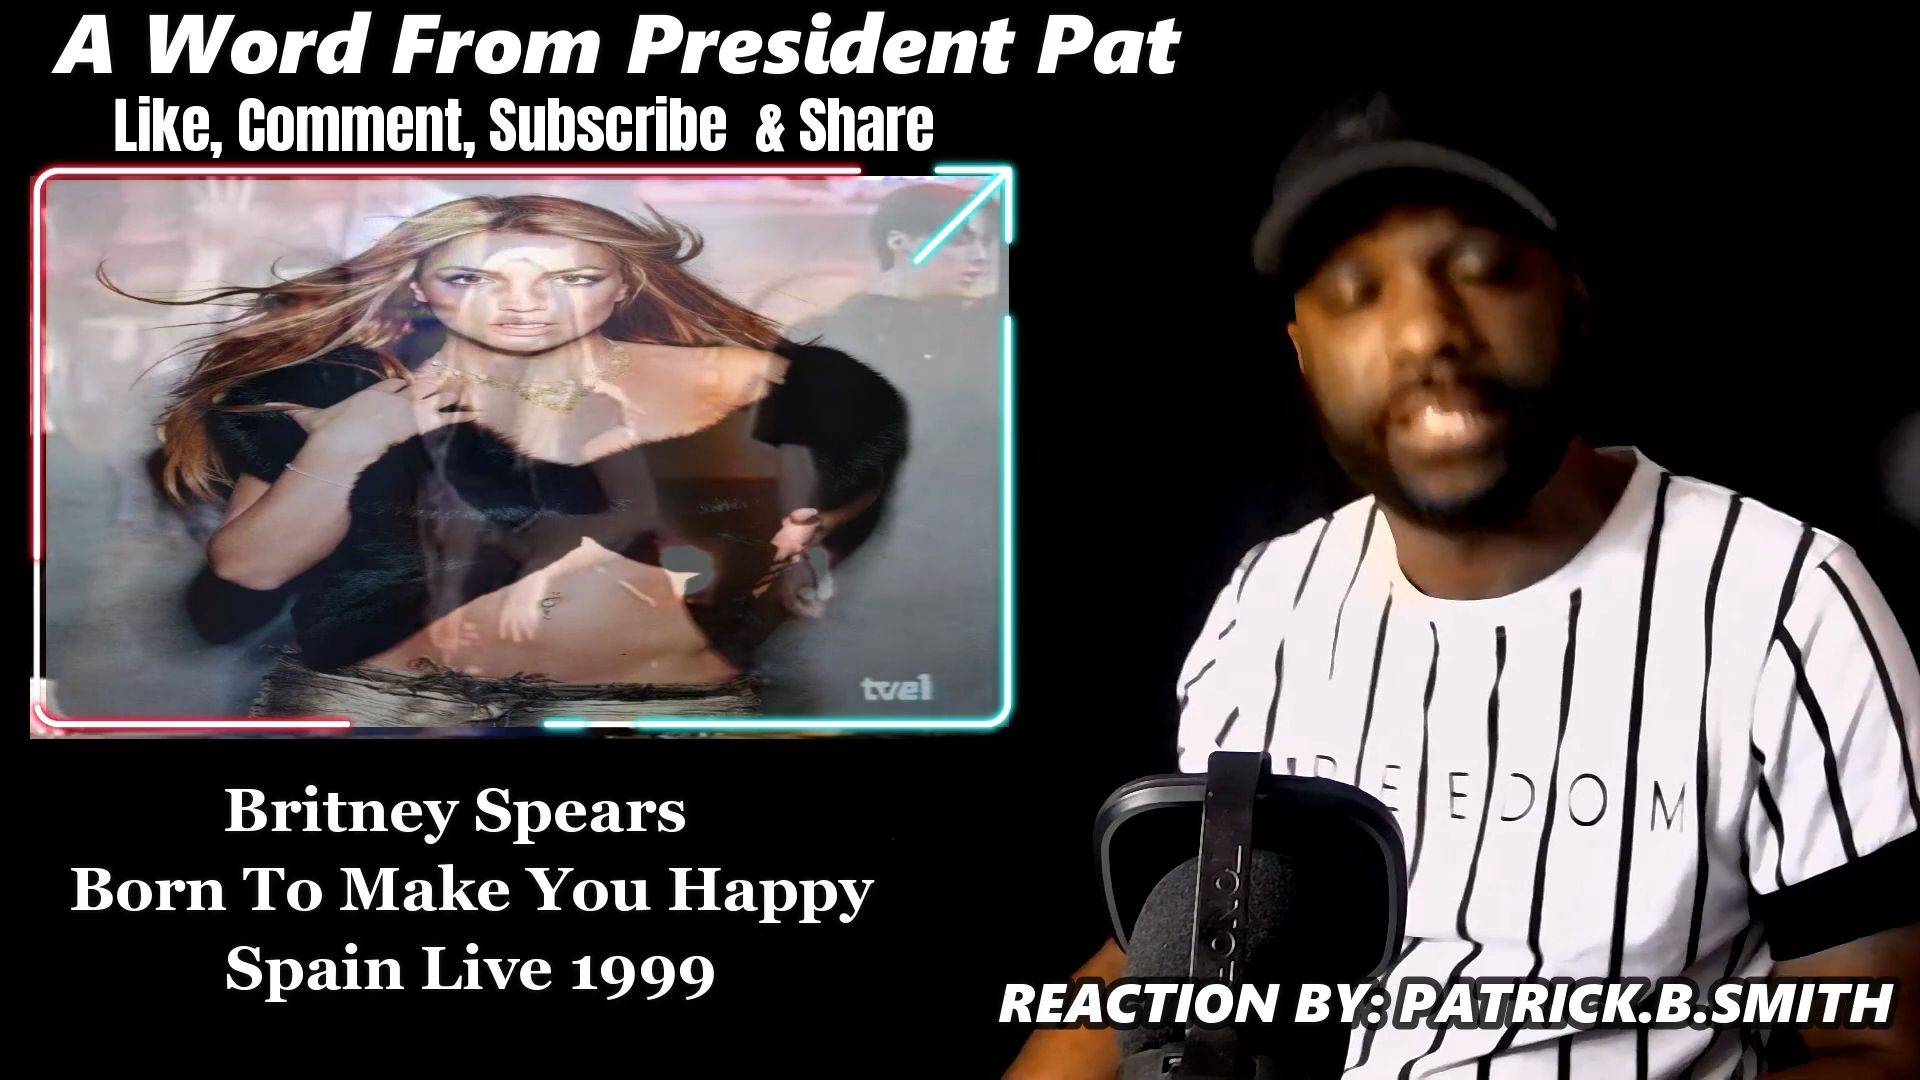 A Word From President Pat
Like, Comment, Subscribe & Share
tve1
Britney Spears
Born To Make You Happy
Spain Live 1999
FREEDOM
REACTION BY: PATRICK.B.SMITH